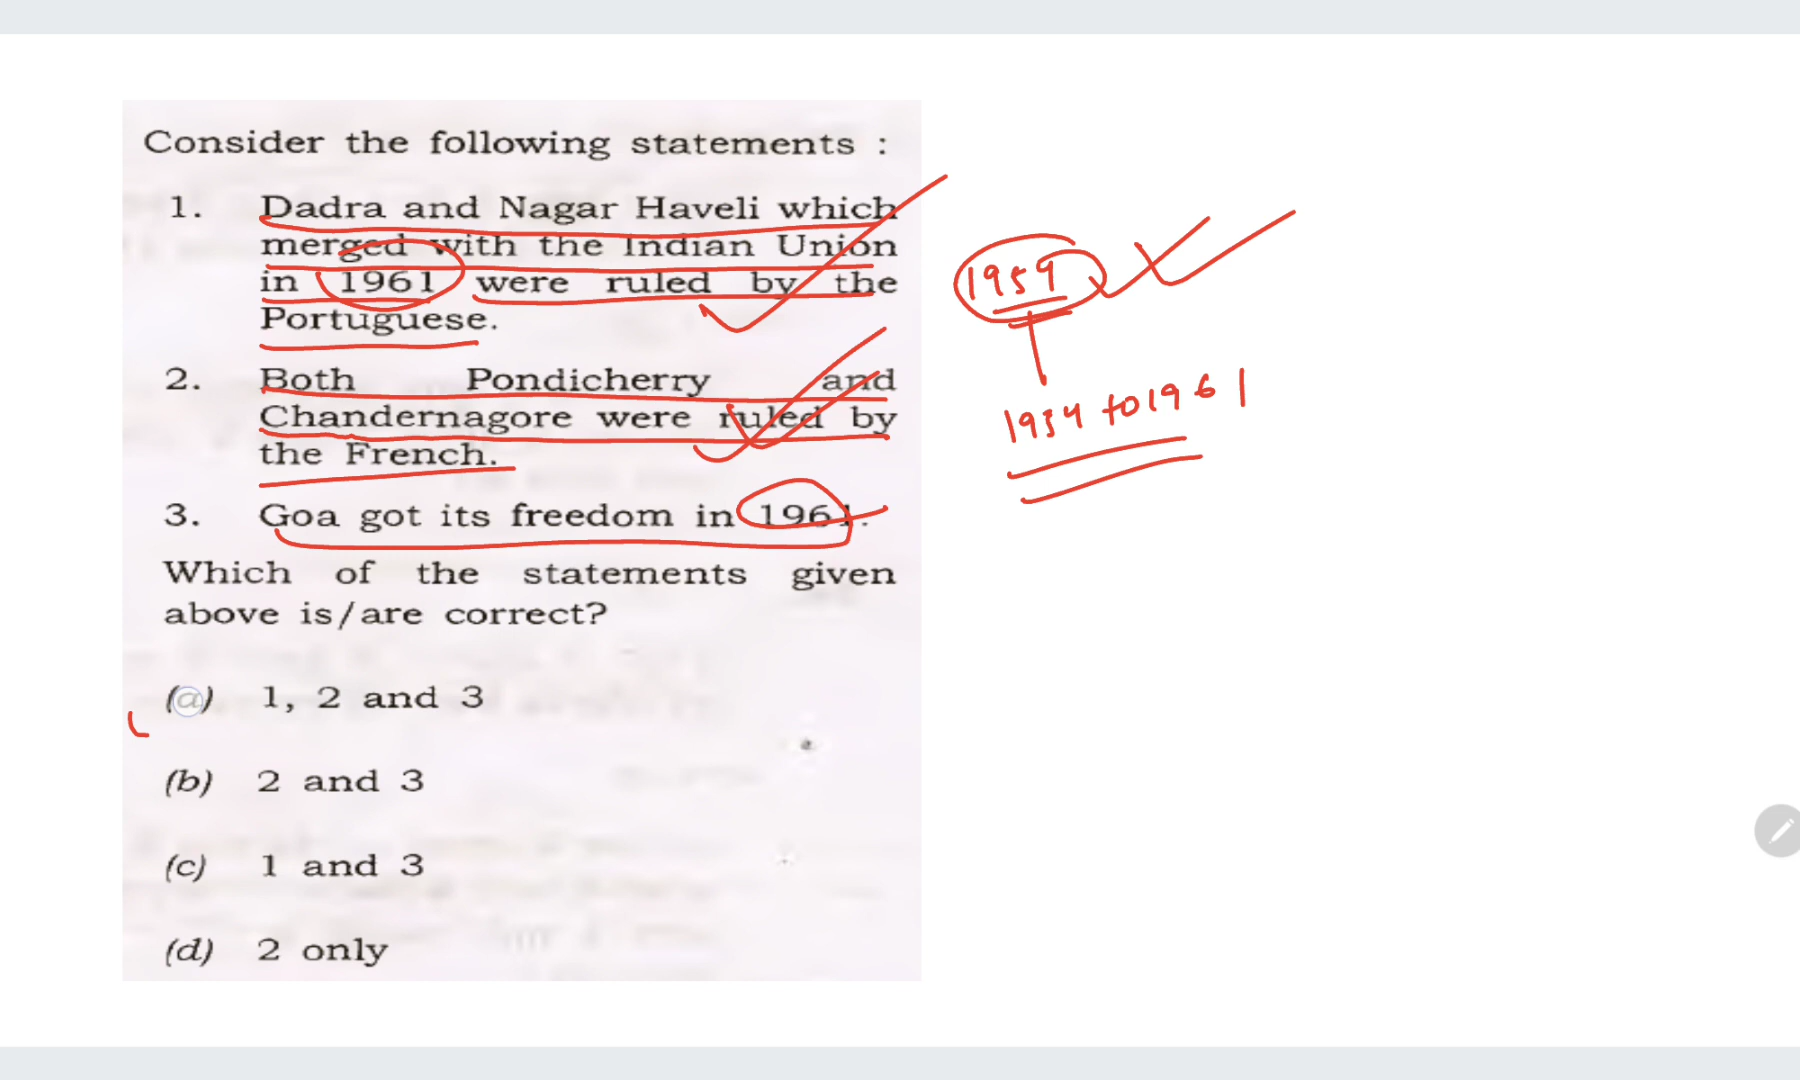 Consider the following statements :
1. Dadra and Nagar Haveli which
merged with the Indian Union
in 1961 were ruled by the
Portuguese.
2. Both Pondicherry and
Chandernagore were ruled by
the French.
3. Goa got its freedom in 1961.
Which of the statements given
above is/are correct?
(a) 1, 2 and 3
(b) 2 and 3
(c) 1 and 3
(d) 2 only
1954
1954 to 1961